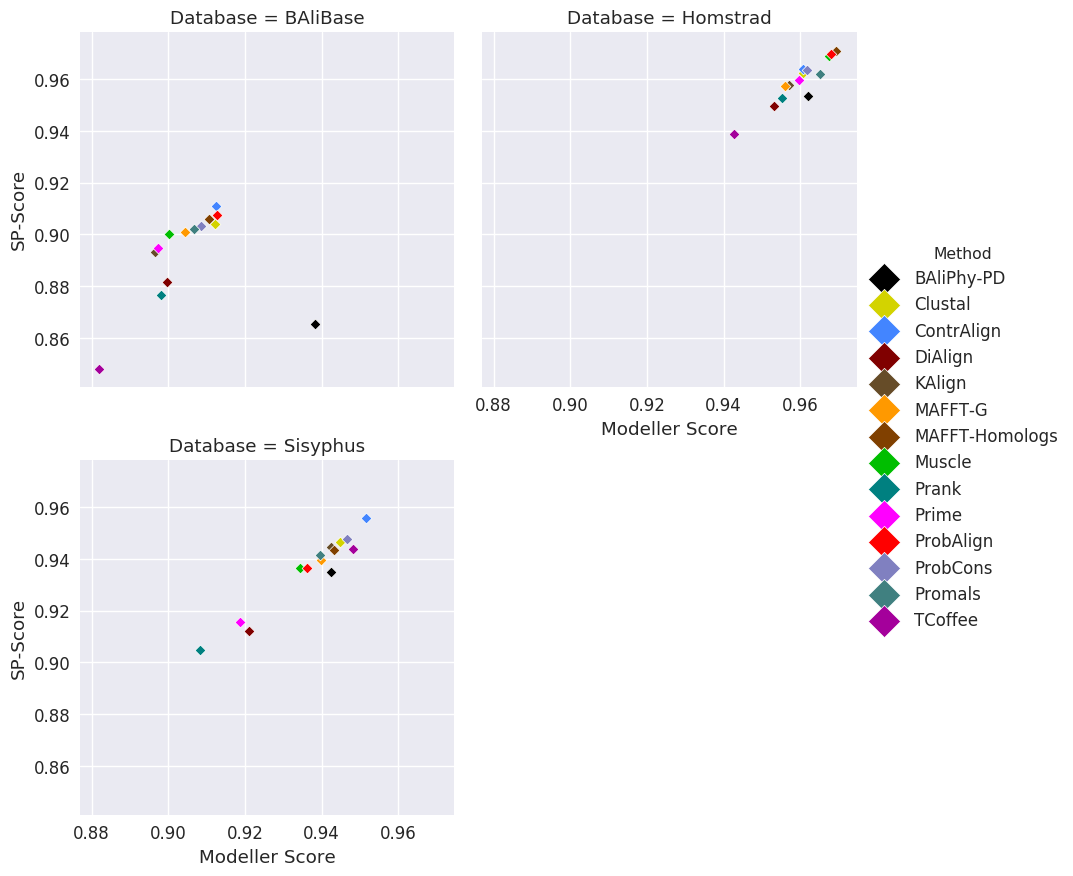 Database = BAliBase
Database = Homstrad
SP-Score
0.96
0.94
0.92
0.90
0.88
0.86
0.88 0.90 0.92 0.94 0.96
Modeller Score
Method
BAliPhy-PD
Clustal
ContrAlign
DiAlign
KAlign
MAFFT-G
MAFFT-Homologs
Muscle
Prank
Prime
ProbAlign
ProbCons
Promals
TCoffee
Database = Sisyphus
SP-Score
0.96
0.94
0.92
0.90
0.88
0.86
0.88 0.90 0.92 0.94 0.96
Modeller Score